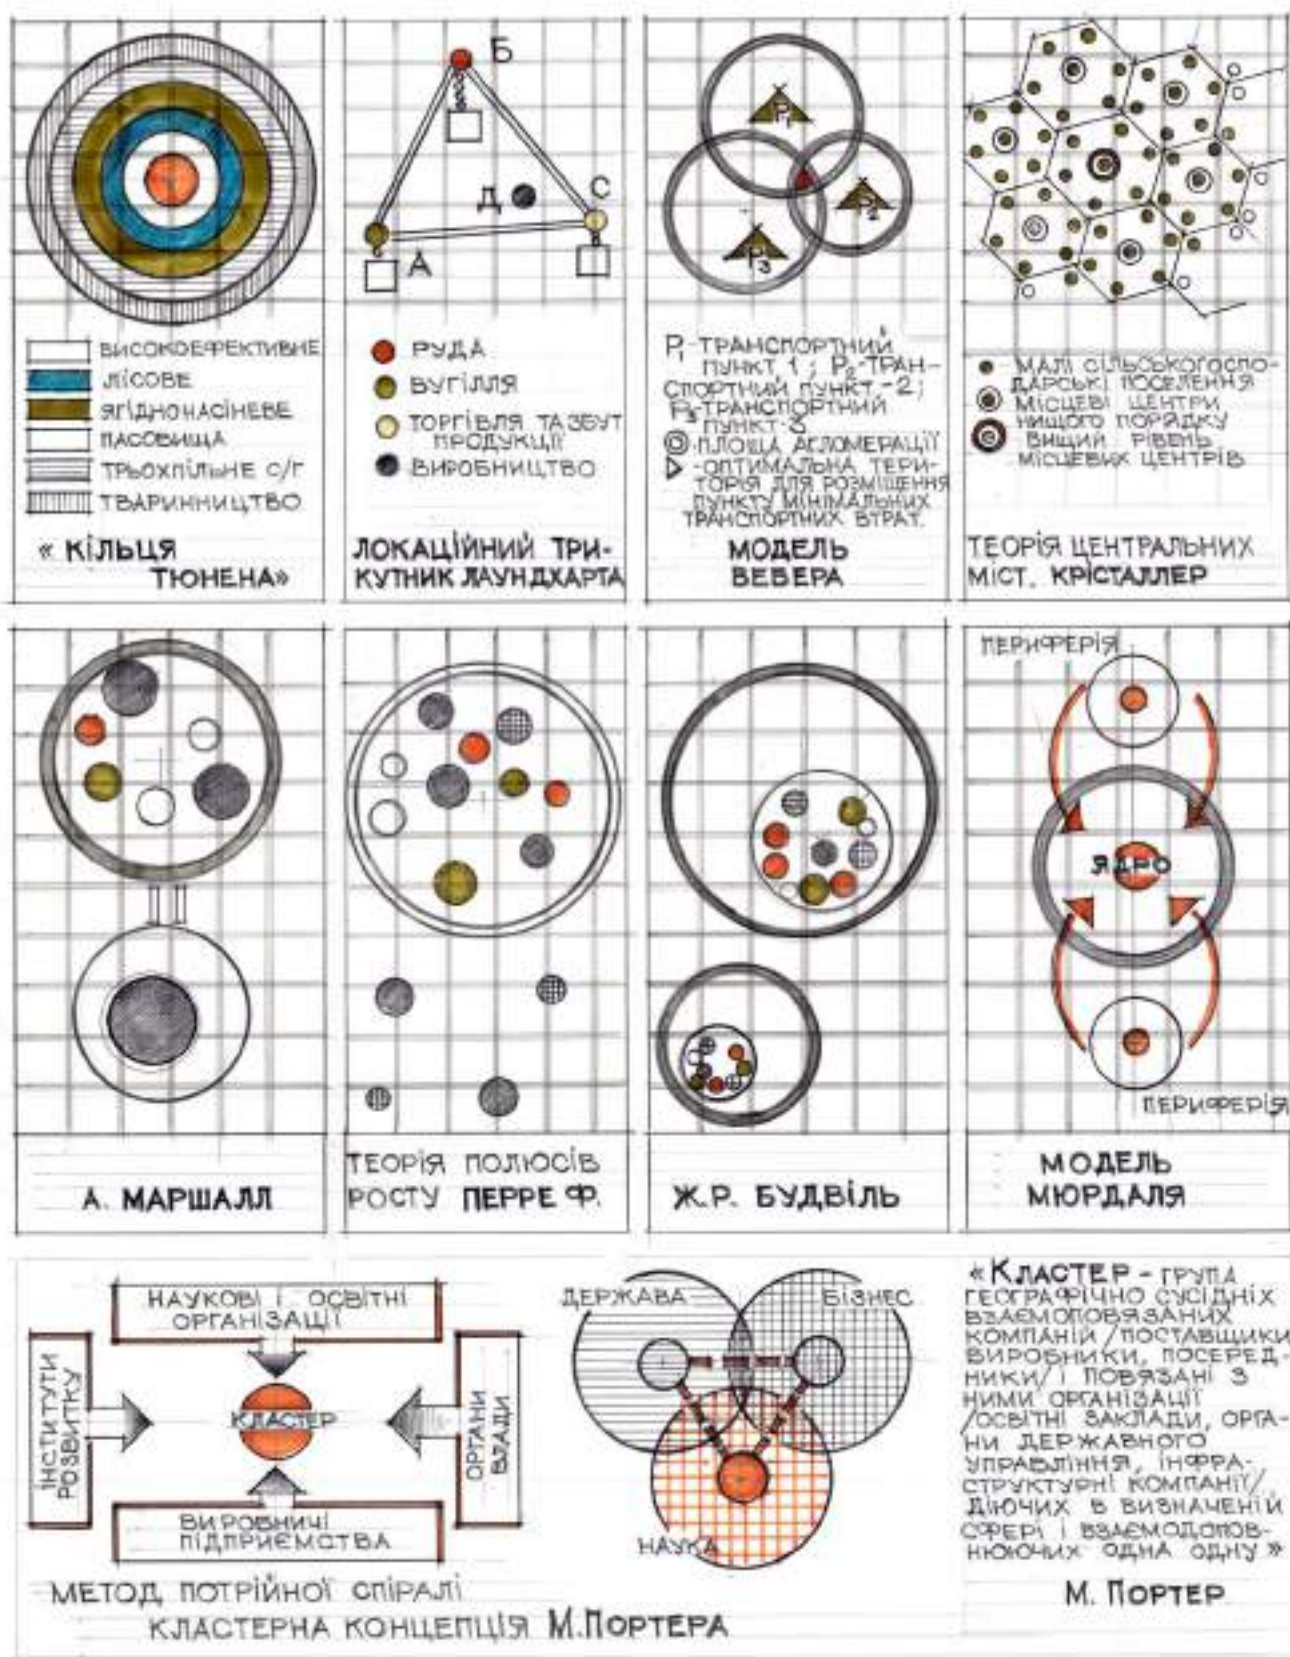 ВИСОКОЕФЕКТИВНЕ
ЛІСОВЕ
ЯГІДНОНАСІНЕВЕ
ПАСОВИЩА
ТРЬОХПІЛЬНЕ С/Г
ТВАРИННИЦТВО
« КІЛЬЦЯ
ТЮНЕНА»
Б
Д
С
А
РУДА
ВУГІЛЛЯ
ТОРГІВЛЯ ТА ЗБУТ
ПРОДУКЦІЇ
ВИРОБНИЦТВО
ЛОКАЦІЙНИЙ ТРИ-
КУТНИК ЛАУНДХАРТА
P1
P2
P3
P1-ТРАНСПОРТНИЙ
ПУНКТ 1; P2-ТРАН-
СПОРТНИЙ ПУНКТ-2;
P3-ТРАНСПОРТНИЙ
ПУНКТ-3
-ПЛОЩА АГЛОМЕРАЦІЇ
-ОПТИМАЛЬНА ТЕРИ-
ТОРІЯ ДЛЯ РОЗМІЩЕННЯ
ПУНКТУ МІНІМАЛЬНИХ
ТРАНСПОРТНИХ ВТРАТ.
МОДЕЛЬ
ВЕБЕРА
МАЛІ СІЛЬСЬКОГОСПО-
ДАРСЬКІ ПОСЕЛЕННЯ
МІСЦЕВІ ЦЕНТРИ
НИЩОГО ПОРЯДКУ
ВИЩИЙ РІВЕНЬ
МІСЦЕВИХ ЦЕНТРІВ
ТЕОРІЯ ЦЕНТРАЛЬНИХ
МІСТ. КРІСТАЛЛЕР
А. МАРШАЛЛ
ТЕОРІЯ ПОЛЮСІВ
РОСТУ ПЕРРЕ Ф.
Ж.Р. БУДВІЛЬ
ПЕРИФЕРІЯ
ЯДРО
ПЕРИФЕРІЯ
МОДЕЛЬ
МЮРДАЛЯ
НАУКОВІ І ОСВІТНІ
ОРГАНІЗАЦІЇ
ІНСТИТУТИ
РОЗВИТКУ
КЛАСТЕР
ОРГАНИ
ВЛАДИ
ВИРОБНИЧІ
ПІДПРИЄМСТВА
ДЕРЖАВА
БІЗНЕС
НАУКА
МЕТОД ПОТРІЙНОЇ СПІРАЛІ
КЛАСТЕРНА КОНЦЕПЦІЯ М.ПОРТЕРА
«КЛАСТЕР - ГРУПА
ГЕОГРАФІЧНО СУСІДНІХ
ВЗАЄМОПОВЯЗАНИХ
КОМПАНІЙ /ПОСТАВЩИКИ
ВИРОБНИКИ, ПОСЕРЕД-
НИКИ/ І ПОВЯЗАНІ З
НИМИ ОРГАНІЗАЦІЇ
/ОСВІТНІ ЗАКЛАДИ, ОРГА-
НИ ДЕРЖАВНОГО
УПРАВЛІННЯ, ІНФРА-
СТРУКТУРНІ КОМПАНІЇ/,
ДІЮЧИХ В ВИЗНАЧЕНІЙ
СФЕРІ І ВЗАЄМОДОПОВ-
НЮЮЧИХ ОДНА ОДНУ»
М. ПОРТЕР